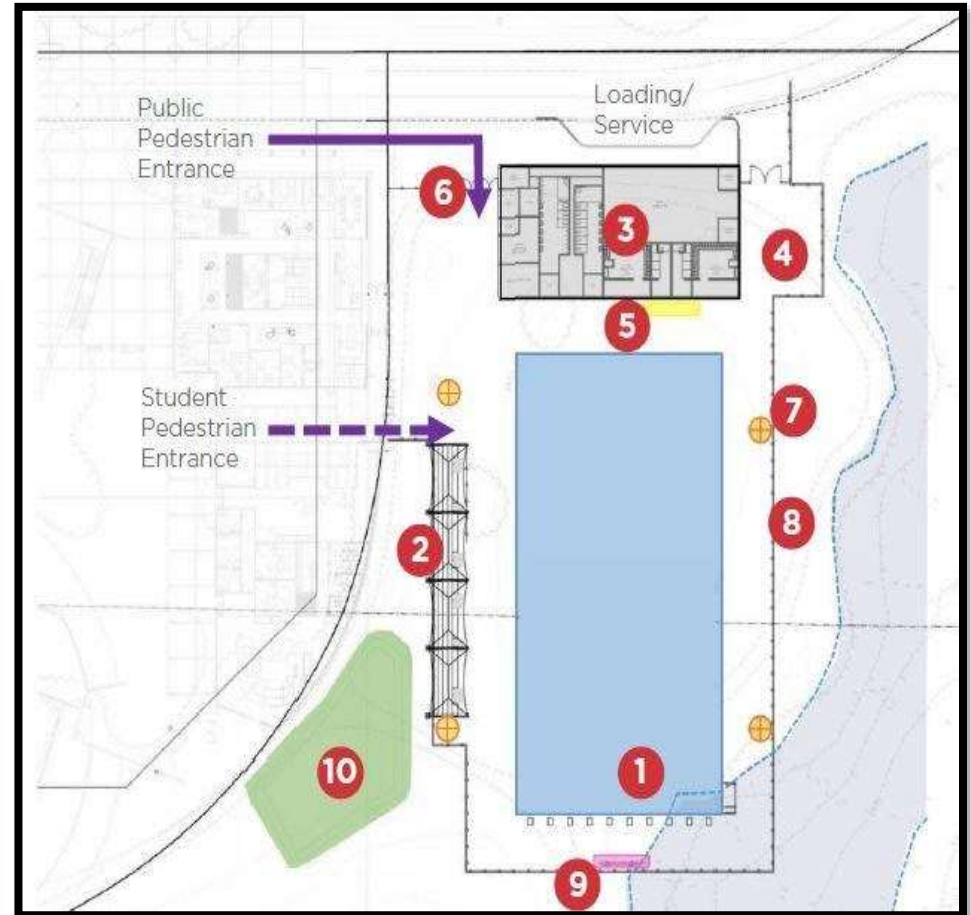 Public
Pedestrian
Entrance
Loading/
Service
6
3
4
5
Student
Pedestrian
Entrance
7
8
2
1
10
9